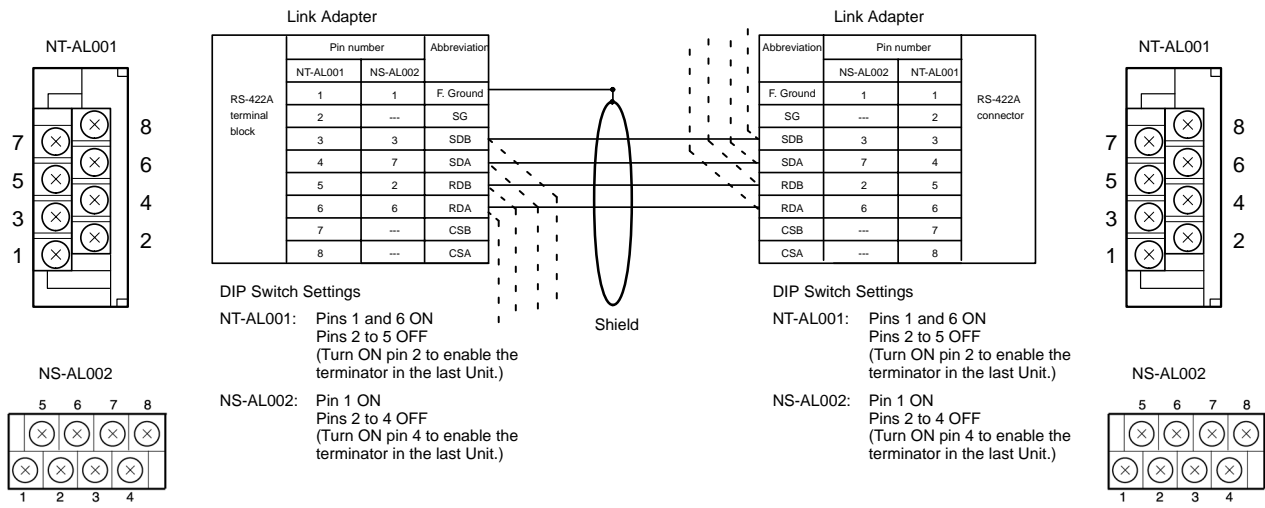 Link Adapter
NT-AL001
7
5
3
1
8
6
4
2
RS-422A
terminal
block
Pin number Abbreviation
NT-AL001 NS-AL002
1 1 F. Ground
2 --- SG
3 3 SDB
4 7 SDA
5 2 RDB
6 6 RDA
7 --- CSB
8 --- CSA
DIP Switch Settings
NT-AL001: Pins 1 and 6 ON
Pins 2 to 5 OFF
(Turn ON pin 2 to enable the
terminator in the last Unit.)
NS-AL002: Pin 1 ON
Pins 2 to 4 OFF
(Turn ON pin 4 to enable the
terminator in the last Unit.)
NS-AL002
5 6 7 8
1 2 3 4
Shield
Link Adapter
Abbreviation Pin number
NS-AL002 NT-AL001
F. Ground 1 1
SG --- 2
SDB 3 3
SDA 7 4
RDB 2 5
RDA 6 6
CSB --- 7
CSA --- 8
RS-422A
connector
DIP Switch Settings
NT-AL001: Pins 1 and 6 ON
Pins 2 to 5 OFF
(Turn ON pin 2 to enable the
terminator in the last Unit.)
NS-AL002: Pin 1 ON
Pins 2 to 4 OFF
(Turn ON pin 4 to enable the
terminator in the last Unit.)
NT-AL001
7
5
3
1
8
6
4
2
NS-AL002
5 6 7 8
1 2 3 4